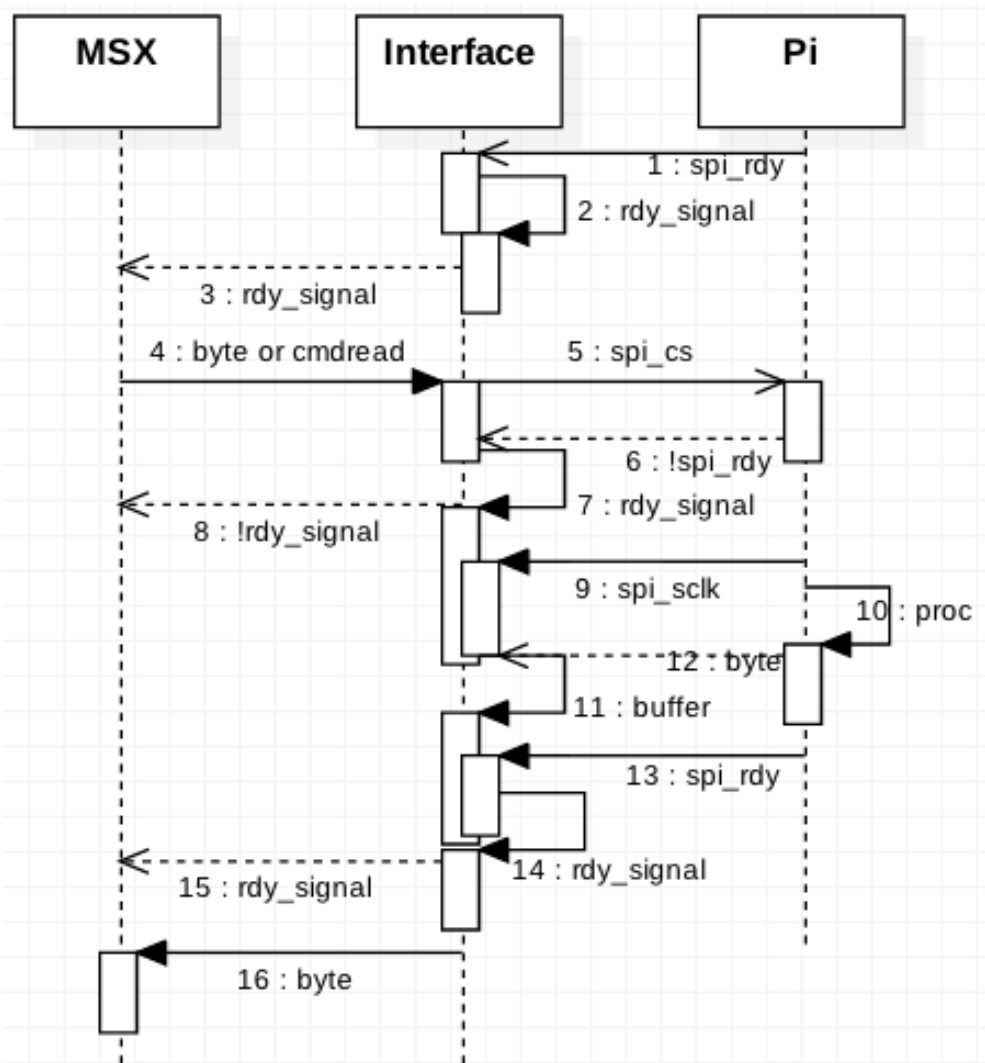 MSX
Interface
Pi
1 : spi_rdy
2 : rdy_signal
3 : rdy_signal
4 : byte or cmdread
5 : spi_cs
6 : !spi_rdy
7 : rdy_signal
8 : !rdy_signal
9 : spi_sclk
10 : proc
12 : byte
11 : buffer
13 : spi_rdy
14 : rdy_signal
15 : rdy_signal
16 : byte